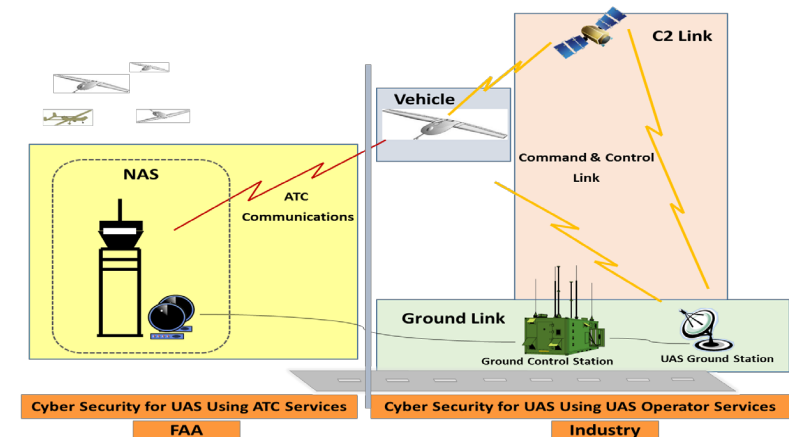 C2 Link
Vehicle
Command & Control
Link
NAS
ATC
Communications
Ground Link
Ground Control Station
UAS Ground Station
Cyber Security for UAS Using ATC Services
Cyber Security for UAS Using UAS Operator Services
FAA
Industry